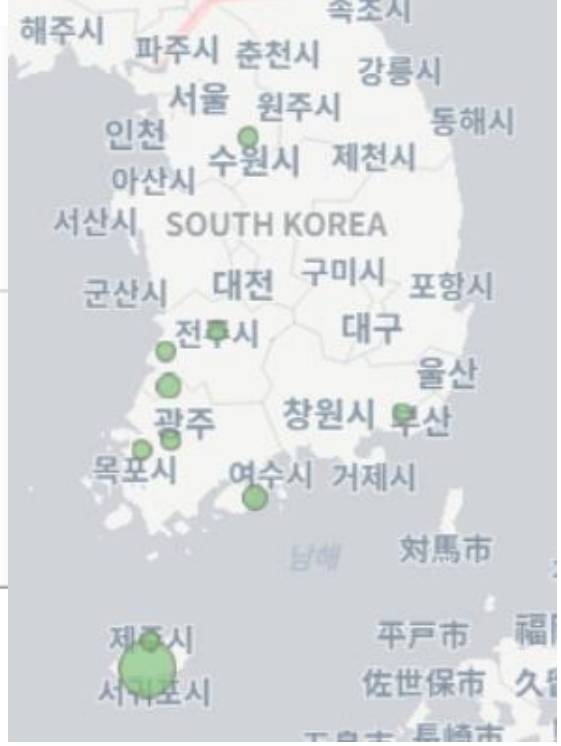 속초시
해주시
파주시 춘천시
강릉시
서울 원주시
동해시
인천
수원시 제천시
아산시
서산시 SOUTH KOREA
구미시
대전 포항시
군산시
전주시 대구
울산
광주 창원시 부산
목포시 여수시 거제시
対馬市
남해
제주시 平戸市
서귀포시 佐世保市
長崎市